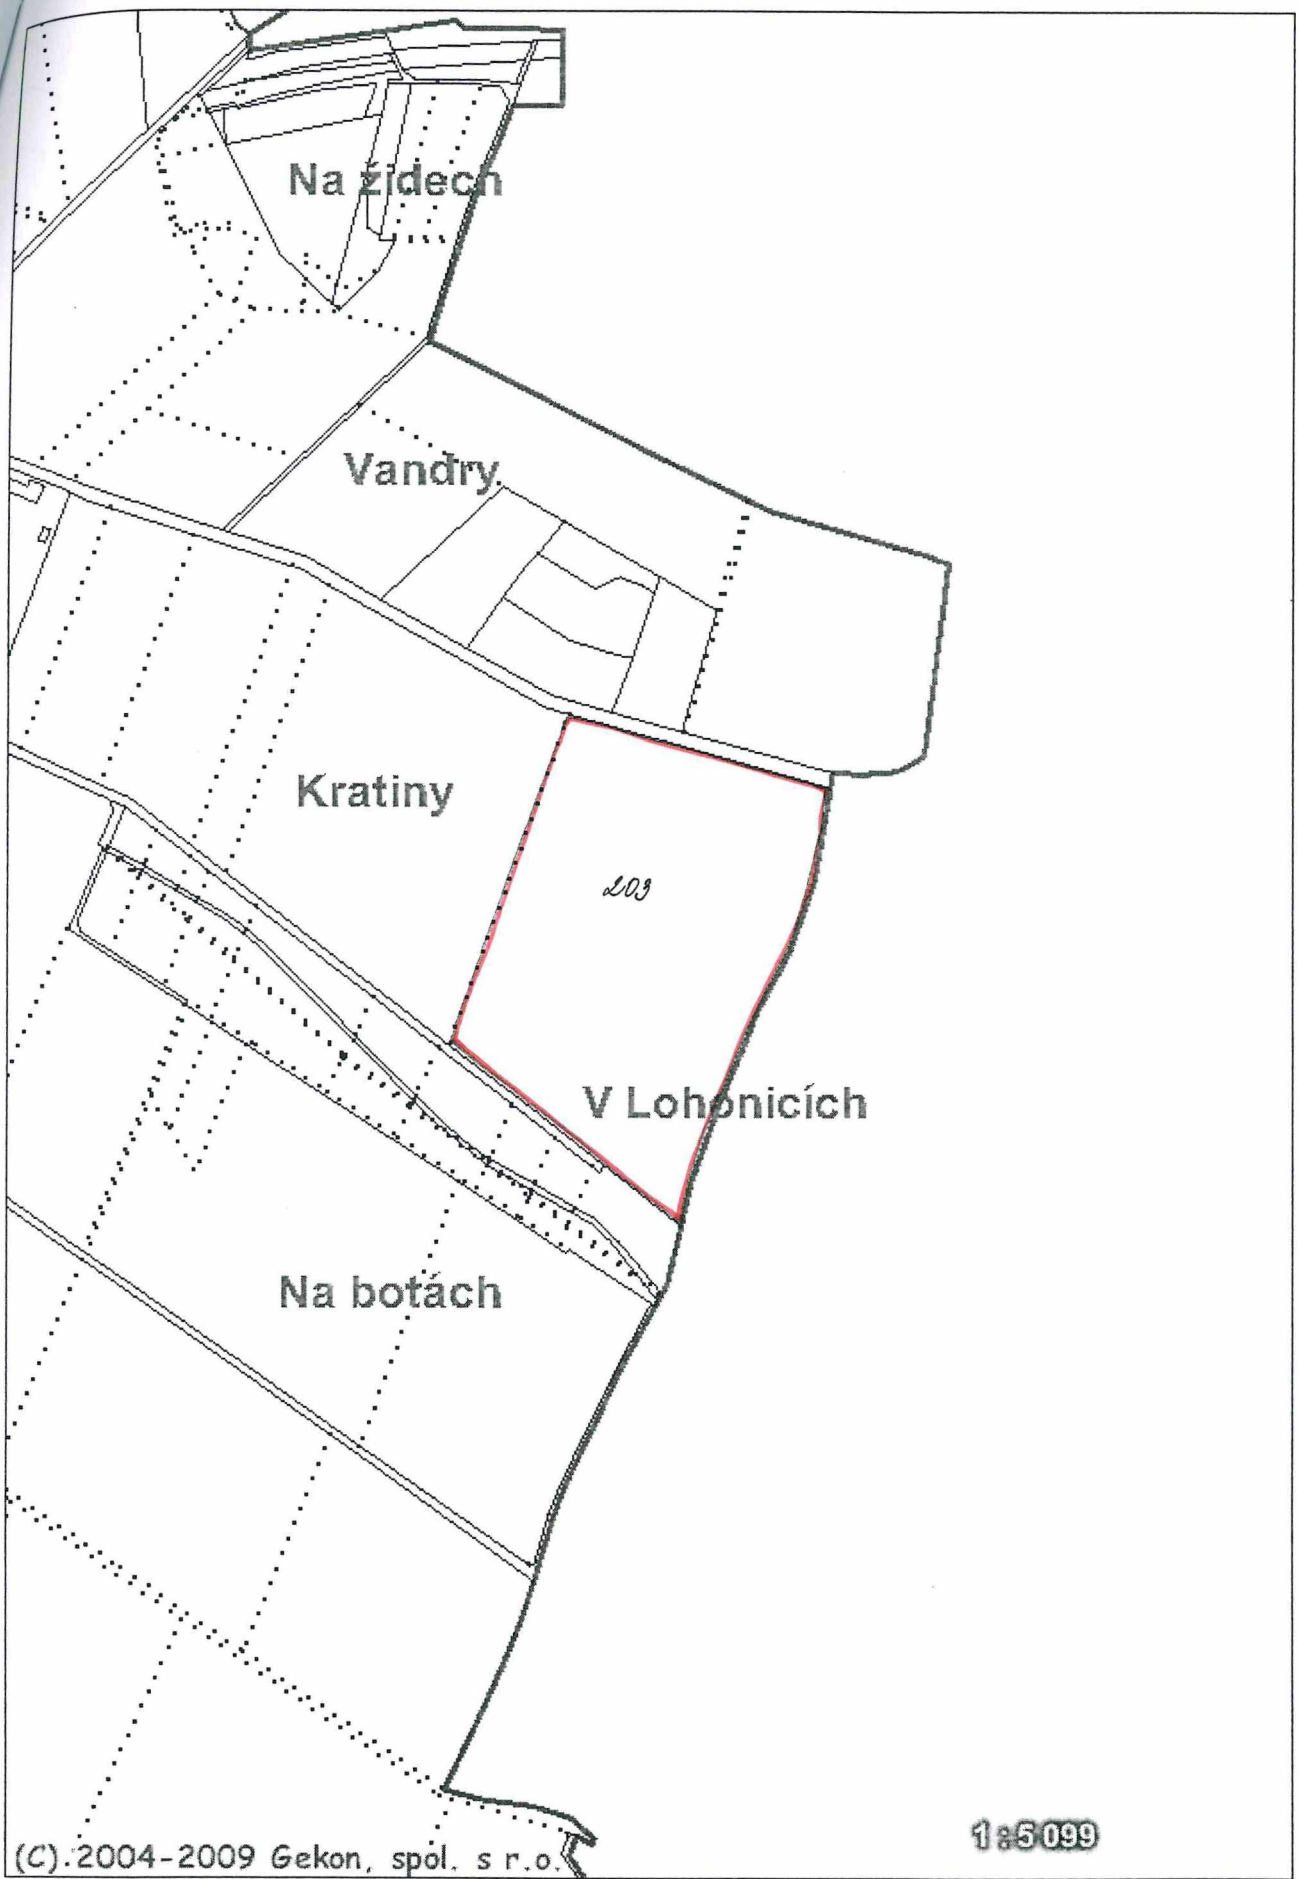 Na židech
Vandry
Kratiny
203
V Lohonicích
Na botách
1:5 099
(C) 2004-2009 Gekon, spol. s r.o.